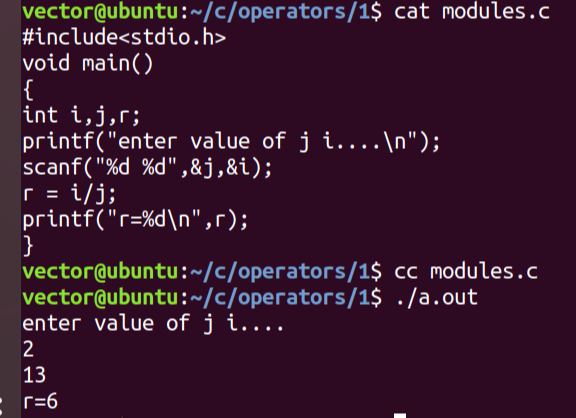 vector@ubuntu:~/c/operators/1$ cat modules.c
#include<stdio.h>
void main()
{
int i,j,r;
printf("enter value of j i....\n");
scanf("%d %d",&j,&i);
r = i/j;
printf("r=%d\n",r);
}
vector@ubuntu:~/c/operators/1$ cc modules.c
vector@ubuntu:~/c/operators/1$ ./a.out
enter value of j i....
2
13
r=6